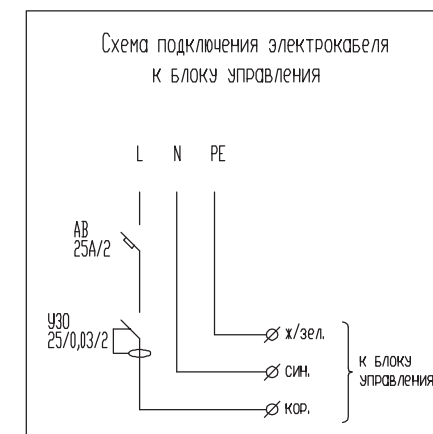 Схема подключения электрокабеля
к блоку управления
L N PE
АВ
25А/2
УЗО
25/0,03/2
ж/зел.
син.
кор.
к блоку
управления